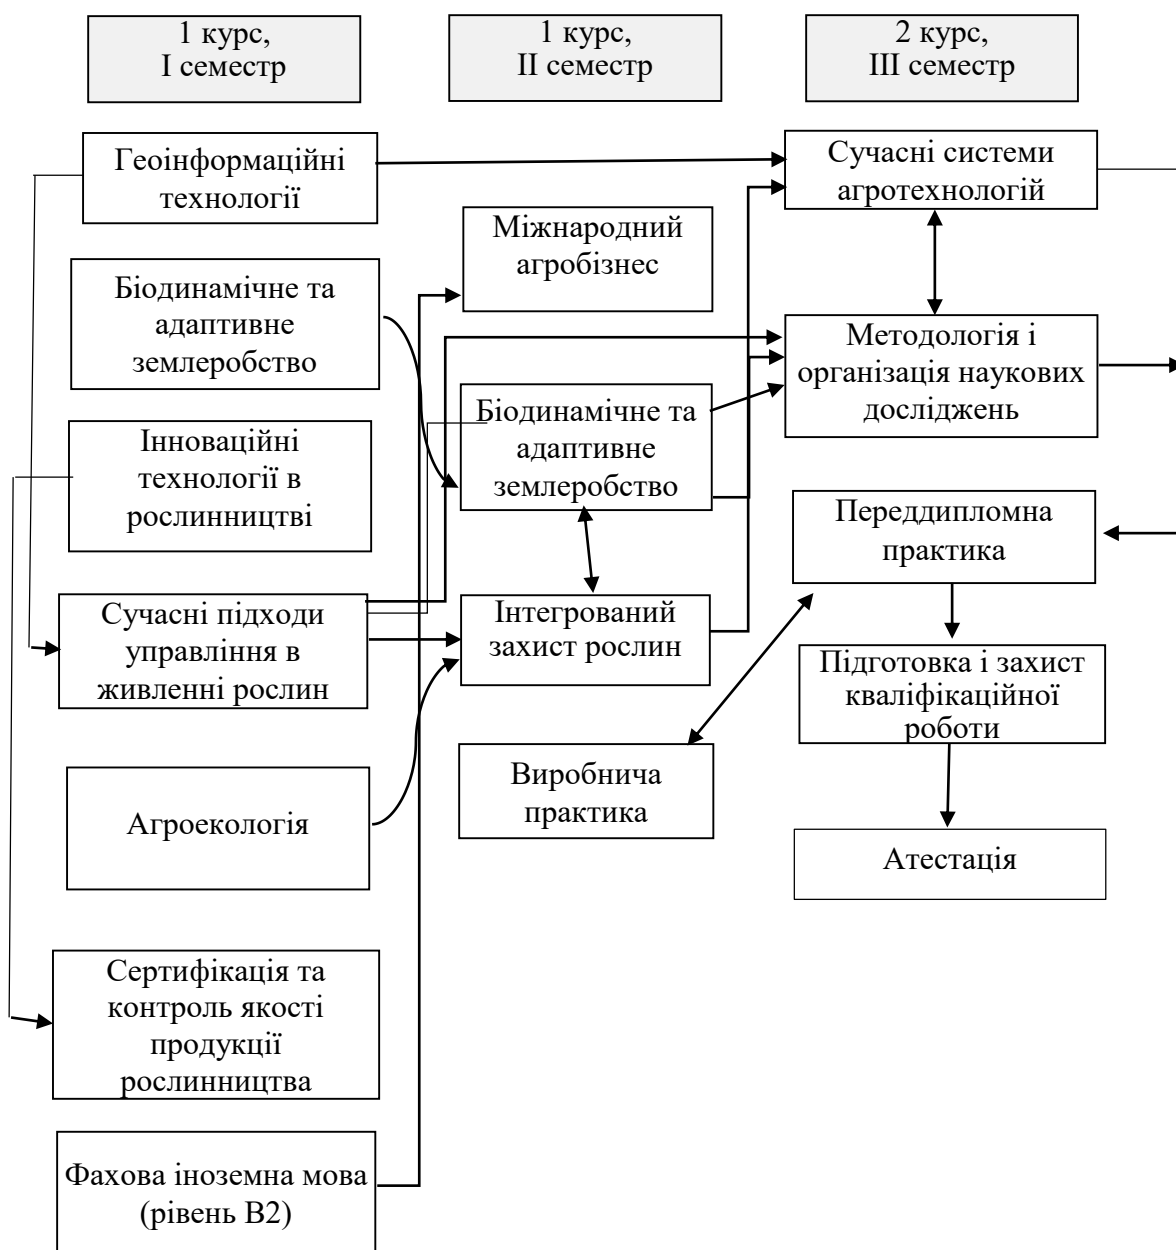 1 курс,
І семестр
1 курс,
ІІ семестр
2 курс,
ІІІ семестр
Геоінформаційні
технології
Біодинамічне та
адаптивне
землеробство
Інноваційні
технології в
рослинництві
Сучасні підходи
управління в
живленні рослин
Агроекологія
Сертифікація та
контроль якості
продукції
рослинництва
Фахова іноземна мова
(рівень В2)
Міжнародний
агробізнес
Біодинамічне та
адаптивне
землеробство
Інтегрований
захист рослин
Виробнича
практика
Сучасні системи
агротехнологій
Методологія і
організація наукових
досліджень
Переддипломна
практика
Підготовка і захист
кваліфікаційної
роботи
Атестація